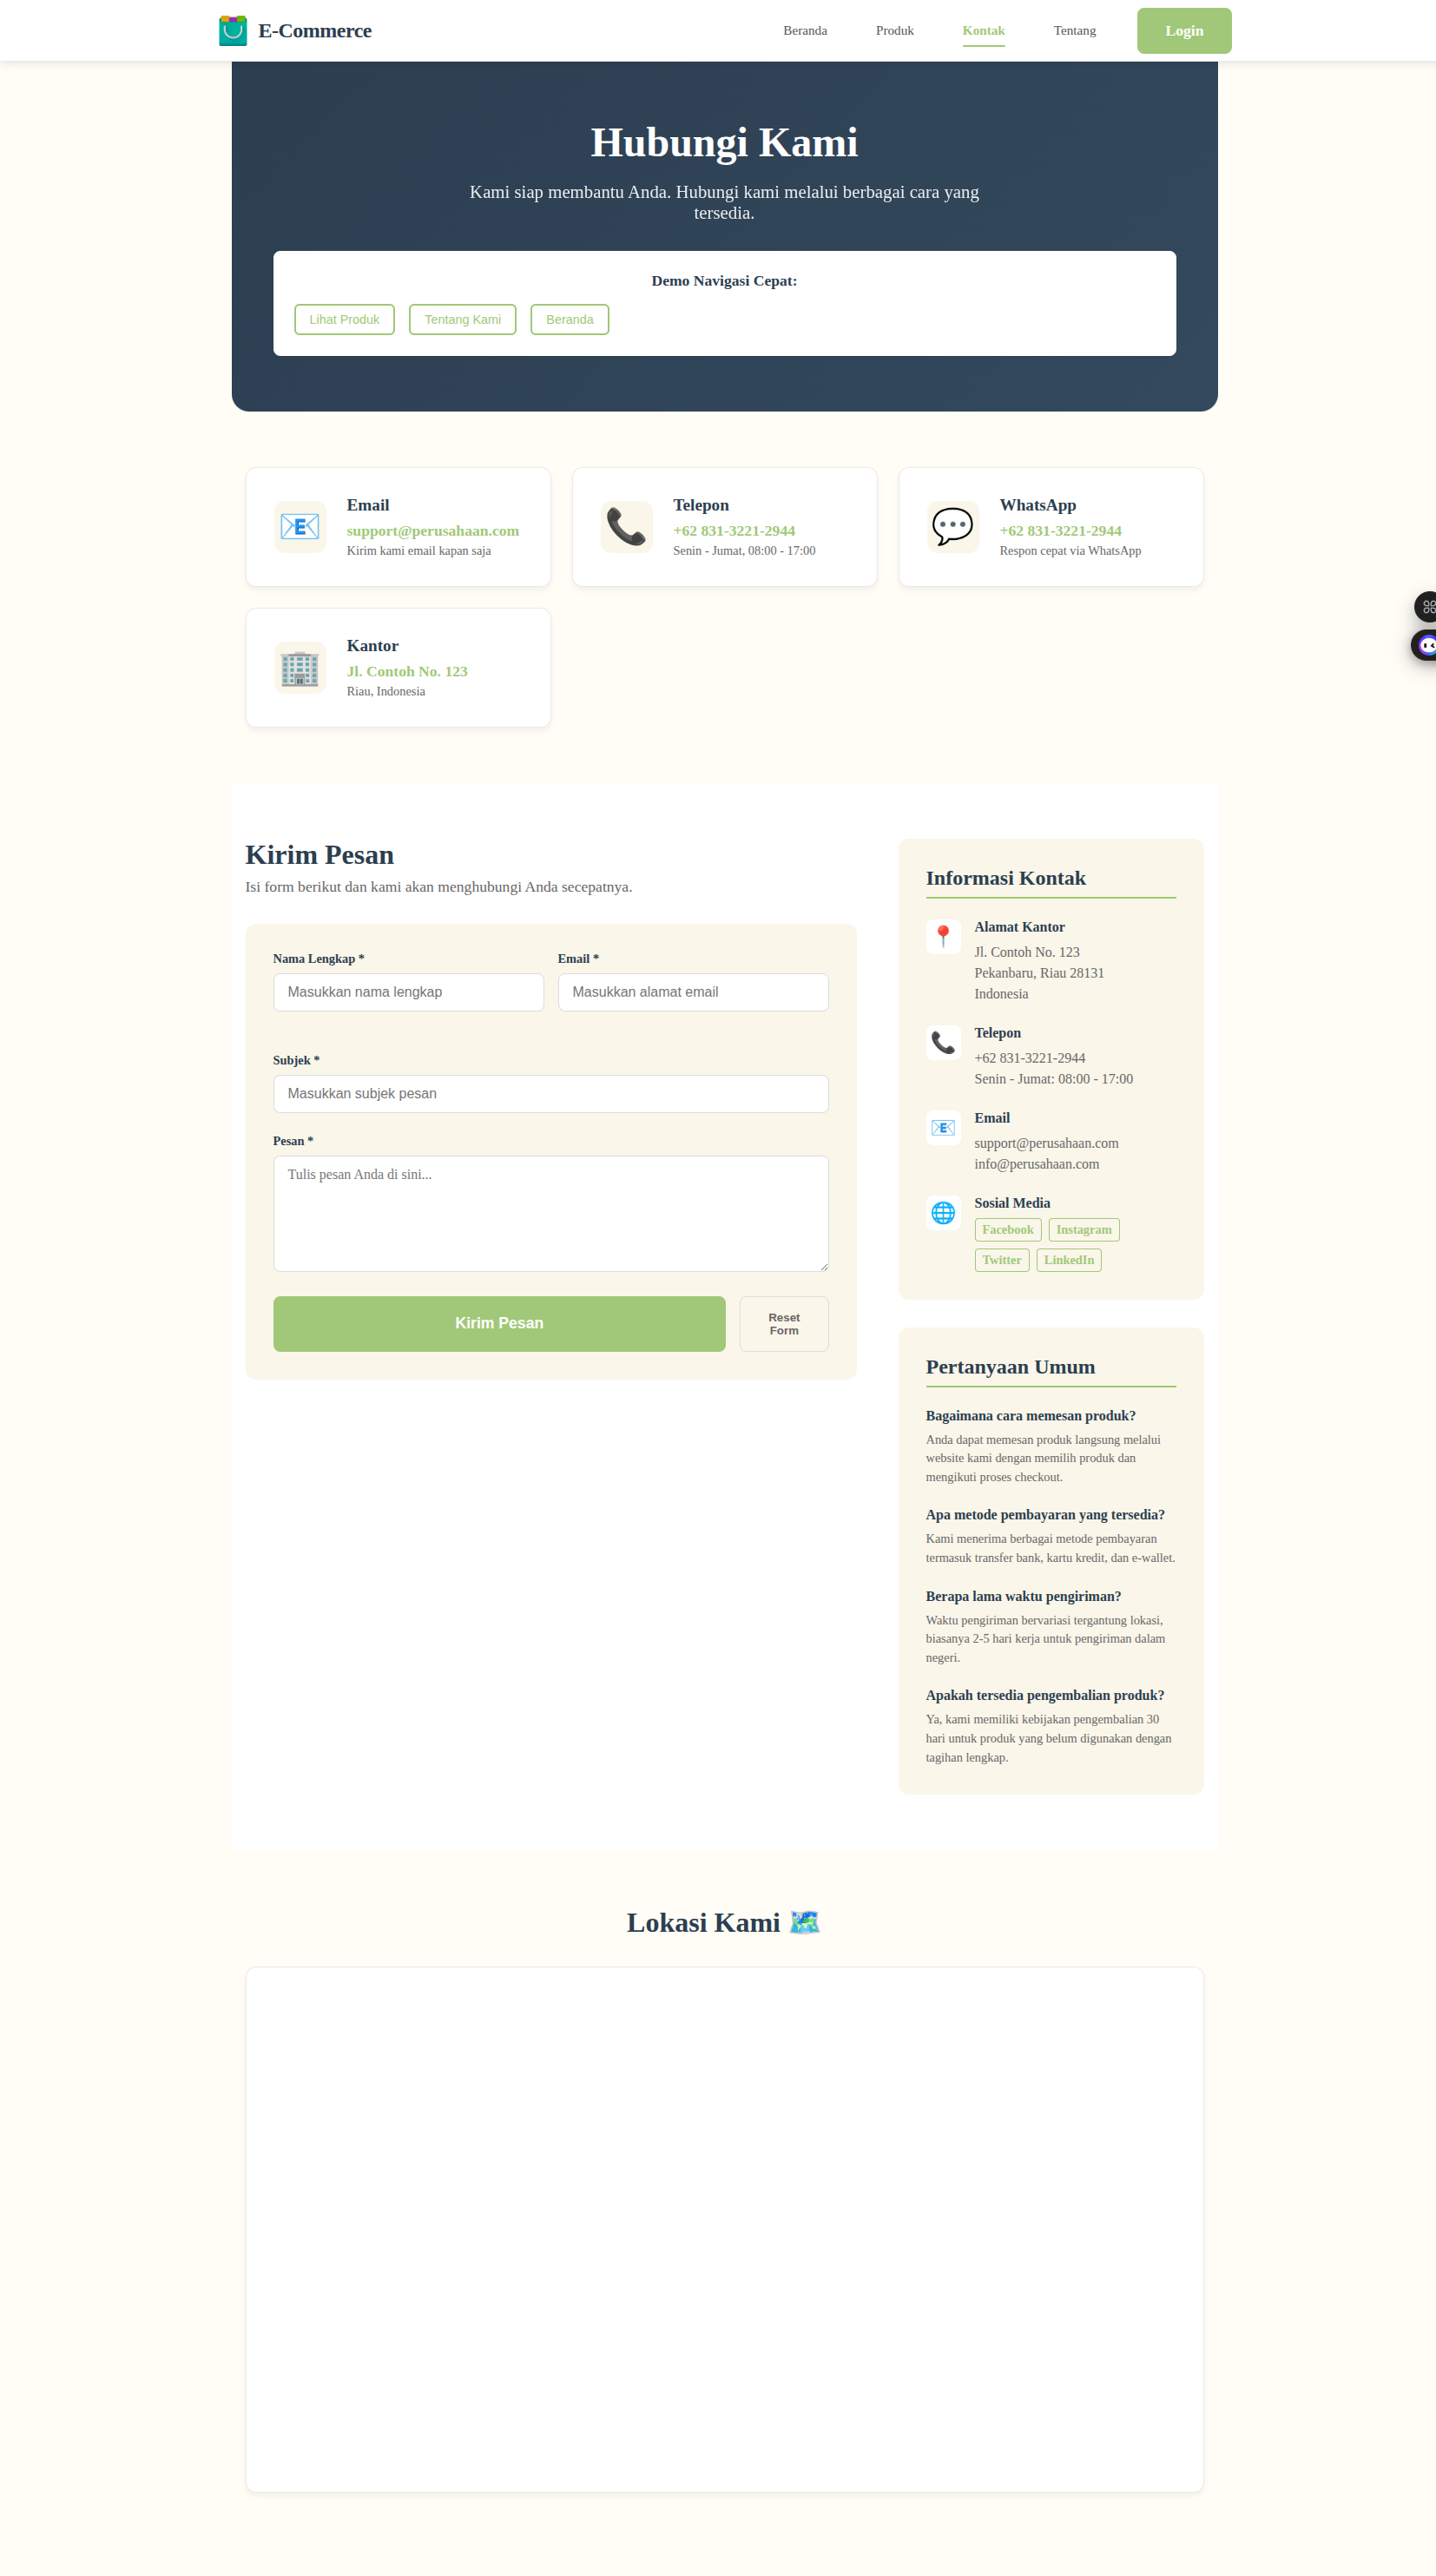 E-Commerce
Beranda
Produk
Kontak
Tentang
Login
Hubungi Kami
Kami siap membantu Anda. Hubungi kami melalui berbagai cara yang
tersedia.
Demo Navigasi Cepat:
Lihat Produk
Tentang Kami
Beranda
Email
support@perusahaan.com
Kirim kami email kapan saja
Telepon
+62 831-3221-2944
Senin - Jumat, 08:00 - 17:00
WhatsApp
+62 831-3221-2944
Respon cepat via WhatsApp
Kantor
Jl. Contoh No. 123
Riau, Indonesia
Kirim Pesan
Isi form berikut dan kami akan menghubungi Anda secepatnya.
Nama Lengkap *
Masukkan nama lengkap
Email *
Masukkan alamat email
Subjek *
Masukkan subjek pesan
Pesan *
Tulis pesan Anda di sini...
Kirim Pesan
Reset
Form
Informasi Kontak
Alamat Kantor
Jl. Contoh No. 123
Pekanbaru, Riau 28131
Indonesia
Telepon
+62 831-3221-2944
Senin - Jumat: 08:00 - 17:00
Email
support@perusahaan.com
info@perusahaan.com
Sosial Media
Facebook
Instagram
Twitter
LinkedIn
Pertanyaan Umum
Bagaimana cara memesan produk?
Anda dapat memesan produk langsung melalui
website kami dengan memilih produk dan
mengikuti proses checkout.
Apa metode pembayaran yang tersedia?
Kami menerima berbagai metode pembayaran
termasuk transfer bank, kartu kredit, dan e-wallet.
Berapa lama waktu pengiriman?
Waktu pengiriman bervariasi tergantung lokasi,
biasanya 2-5 hari kerja untuk pengiriman dalam
negeri.
Apakah tersedia pengembalian produk?
Ya, kami memiliki kebijakan pengembalian 30
hari untuk produk yang belum digunakan dengan
tagihan lengkap.
Lokasi Kami